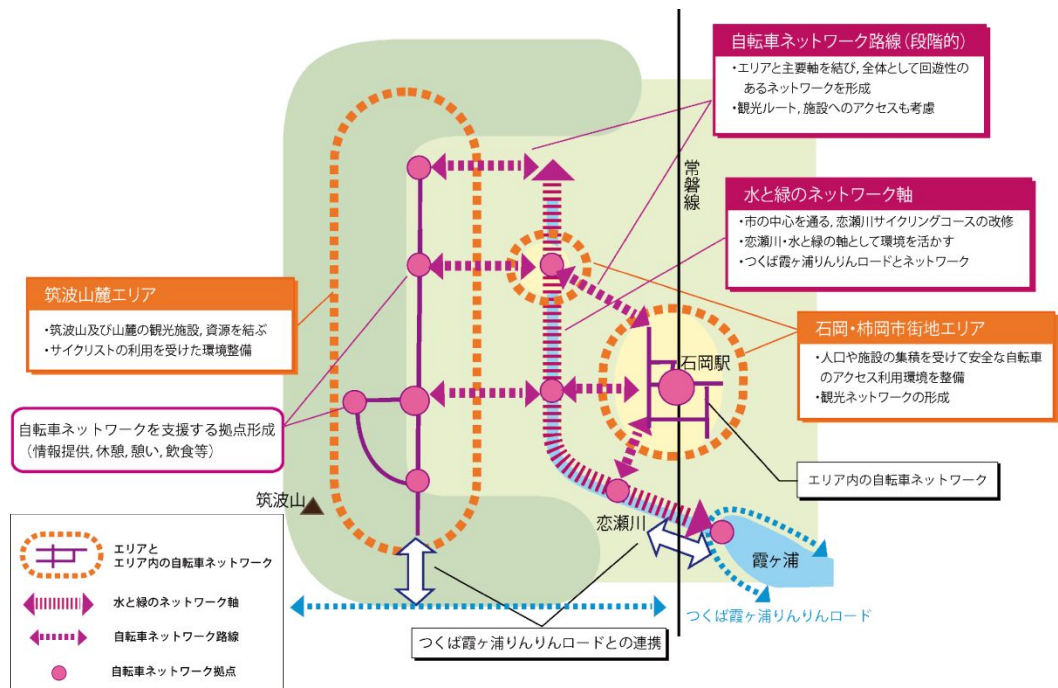 自転車ネットワーク路線(段階的)
・エリアと主要軸を結び,全体として回遊性の
あるネットワークを形成
・観光ルート,施設へのアクセスも考慮
常磐線
水と緑のネットワーク軸
・市の中心を通る,恋瀬川サイクリングコースの改修
・恋瀬川・水と緑の軸として環境を活かす
・つくば霞ヶ浦りんりんロードとネットワーク
筑波山麓エリア
・筑波山及び山麓の観光施設,資源を結ぶ
・サイクリストの利用を受けた環境整備
石岡・柿岡市街地エリア
・人口や施設の集積を受けて安全な自転車
のアクセス利用環境を整備
・観光ネットワークの形成
石岡駅
自転車ネットワークを支援する拠点形成
(情報提供,休憩,憩い,飲食等)
エリア内の自転車ネットワーク
筑波山
恋瀬川
霞ヶ浦
つくば霞ヶ浦りんりんロード
つくば霞ヶ浦りんりんロードとの連携
エリアと
エリア内の自転車ネットワーク
水と緑のネットワーク軸
自転車ネットワーク路線
自転車ネットワーク拠点